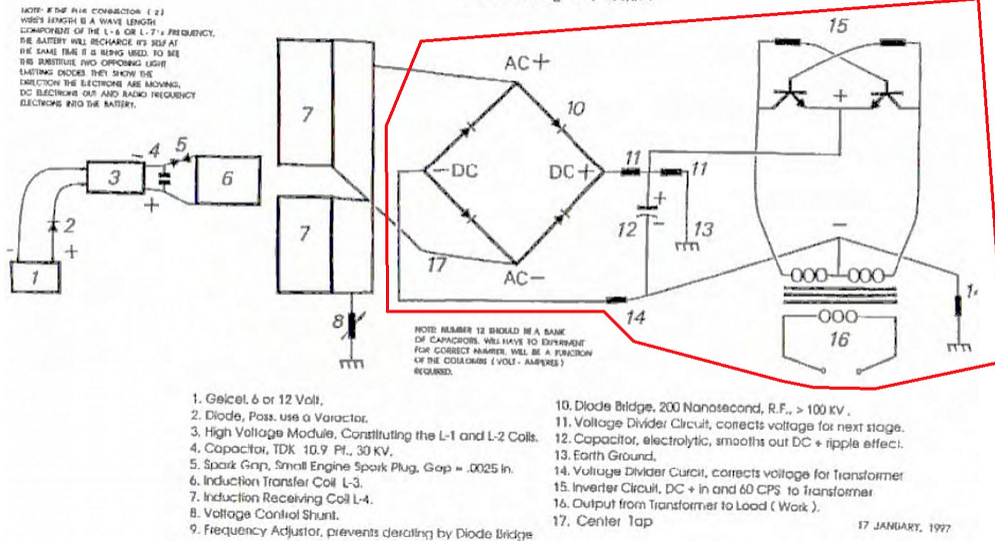 NOTE: IF THE PLUS CONNECTOR ( 2 )
WIRE'S LENGTH IS A WAVE LENGTH
COMPONENT OF THE L - 6 OR L - 7 's FREQUENCY,
THE BATTERY WILL RECHARGE IT'S SELF AT
THE SAME TIME IT IS BEING USED. TO SEE
THIS SUBSTITUTE TWO OPPOSING LIGHT
EMITTING DIODES. THEY SHOW THE
DIRECTION THE ELECTRONS ARE MOVING,
DC ELECTRONS OUT AND RADIO FREQUENCY
ELECTRONS INTO THE BATTERY.
15
AC+
10
+
7
4
5
-
3
6
+
- DC
DC+
11
11
2
-
+
1
7
+
12
-
13
-
17
AC-
14
8
16
NOTE: NUMBER 12 SHOULD BE A BANK
OF CAPACITORS. WILL HAVE TO EXPERIMENT
FOR CORRECT NUMBER. WILL BE A FUNCTION
OF THE COULOMBS ( VOLT - AMPERES )
REQUIRED.
1. Gelcel, 6 or 12 Volt.
2. Diode, Poss. use a Varactor.
3. High Voltage Module, Constituting the L-1 and L-2 Coils.
4. Capacitor, TDK 10.9 Pf., 30 KV.
5. Spark Gap, Small Engine Spark Plug, Gap = .0025 in.
6. Induction Transfer Coil L-3.
7. Induction Receiving Coil L-4.
8. Voltage Control Shunt.
9. Frequency Adjustor, prevents derating by Diode Bridge
10. Diode Bridge, 200 Nanosecond, R.F., > 100 KV.
11. Voltage Divider Circuit, corrects voltage for next stage.
12. Capacitor, electrolytic, smooths out DC + ripple effect.
13. Earth Ground.
14. Voltage Divider Curcit, corrects voltage for Transformer
15. Inverter Circuit, DC + in and 60 CPS to Transformer
16. Output from Transformer to Load ( Work ).
17. Center Tap
17 JANUARY, 1997